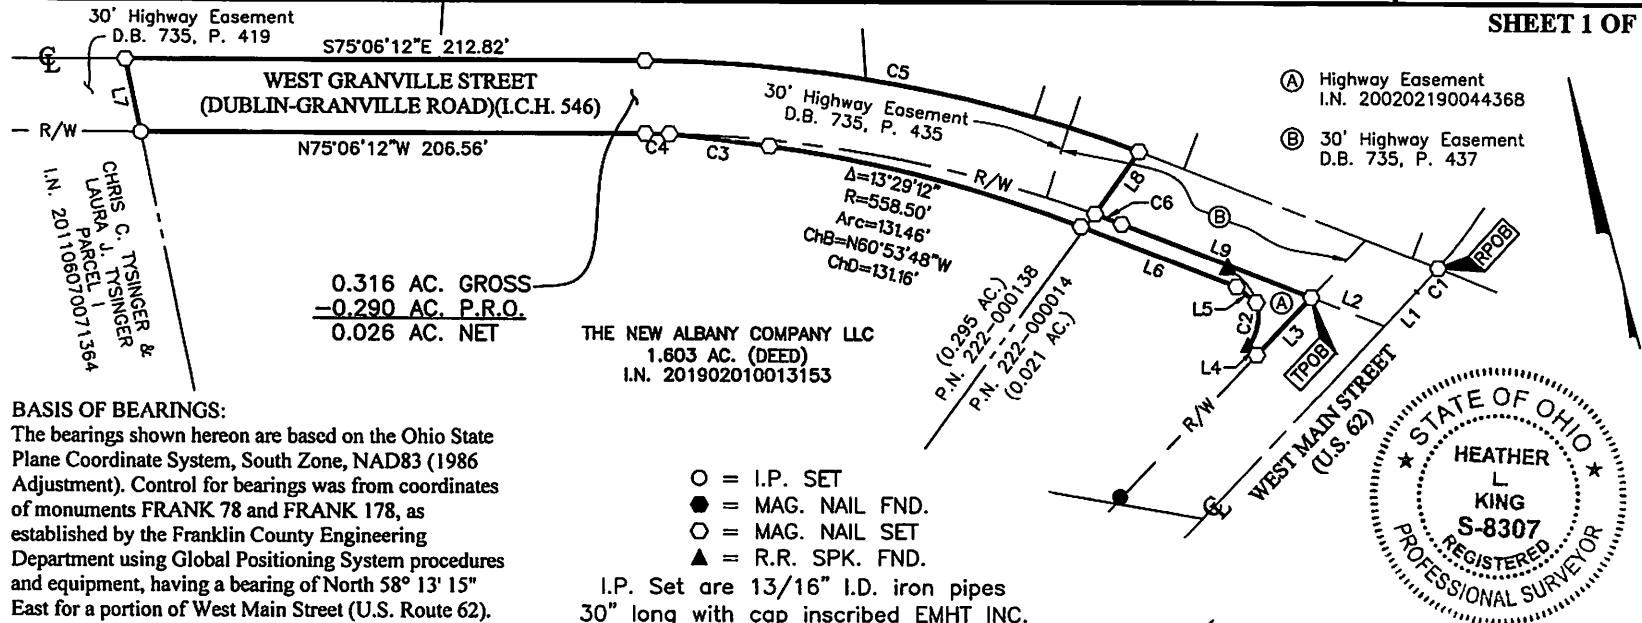 SHEET 1 OF
30' Highway Easement
D.B. 735, P. 419
S75°06'12"E 212.82'
C5
℄
L7
WEST GRANVILLE STREET
(DUBLIN-GRANVILLE ROAD)(I.C.H. 546)
30' Highway Easement
D.B. 735, P. 435
A Highway Easement
I.N. 200202190044368
B 30' Highway Easement
D.B. 735, P. 437
R/W
N75°06'12"W 206.56'
C4
C3
R/W
L8
C6
B
Δ=13°29'12"
R=558.50'
Arc=131.46'
ChB=N60°53'48"W
ChD=131.16'
L9
L6
L5
A
C2
L2
L3
L4
C1
L1
RPOB
TPOB
CHRIS C. TYSINGER &
LAURA J. TYSINGER
PARCEL 1
I.N. 201106070071364
0.316 AC. GROSS
-0.290 AC. P.R.O.
0.026 AC. NET
THE NEW ALBANY COMPANY LLC
1.603 AC. (DEED)
I.N. 201902010013153
(0.295 AC.)
P.N. 222-000138
P.N. 222-000014
(0.021 AC.)
R/W
WEST MAIN STREET
(U.S. 62)
℄
BASIS OF BEARINGS:
The bearings shown hereon are based on the Ohio State
Plane Coordinate System, South Zone, NAD83 (1986
Adjustment). Control for bearings was from coordinates
of monuments FRANK 78 and FRANK 178, as
established by the Franklin County Engineering
Department using Global Positioning System procedures
and equipment, having a bearing of North 58° 13' 15"
East for a portion of West Main Street (U.S. Route 62).
= I.P. SET
= MAG. NAIL FND.
= MAG. NAIL SET
= R.R. SPK. FND.
I.P. Set are 13/16" I.D. iron pipes
30" long with cap inscribed EMHT INC.
STATE OF OHIO
HEATHER
L
KING
S-8307
REGISTERED
PROFESSIONAL SURVEYOR